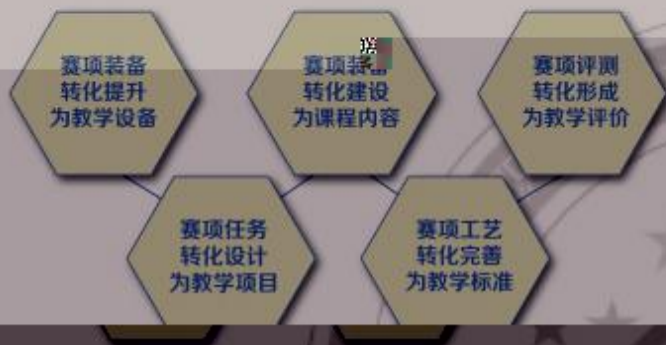 赛项装备
转化提升
为教学设备
赛项装
转化建设
为课程内容
赛项评测
转化形成
为教学评价
赛项任务
转化设计
为教学项目
赛项工艺
转化完善
为教学标准